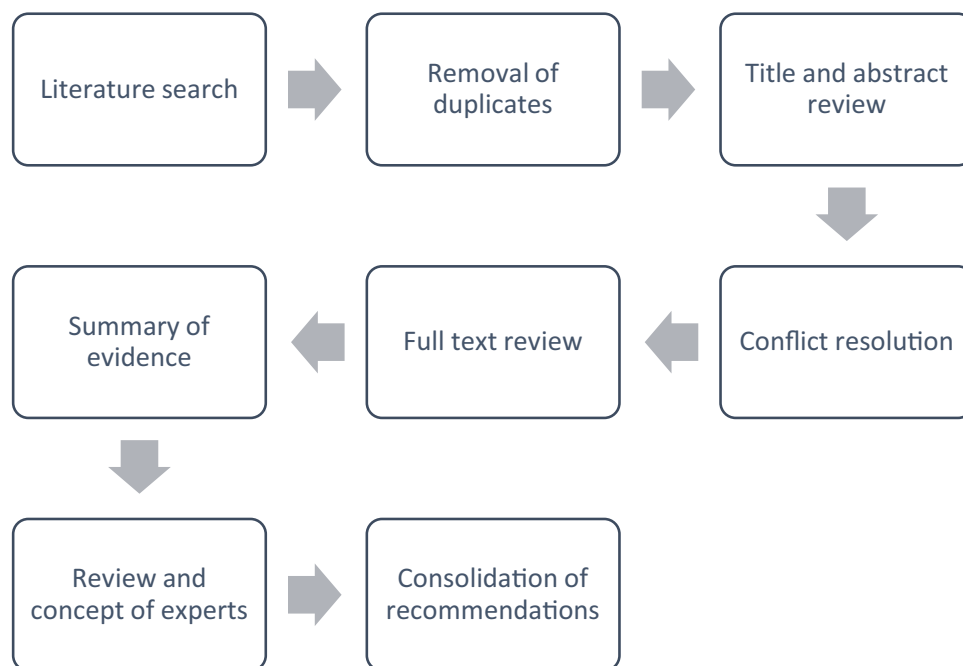 Literature search
Removal of
duplicates
Title and abstract
review
Conflict resolution
Full text review
Summary of
evidence
Review and
concept of experts
Consolidation of
recommendations